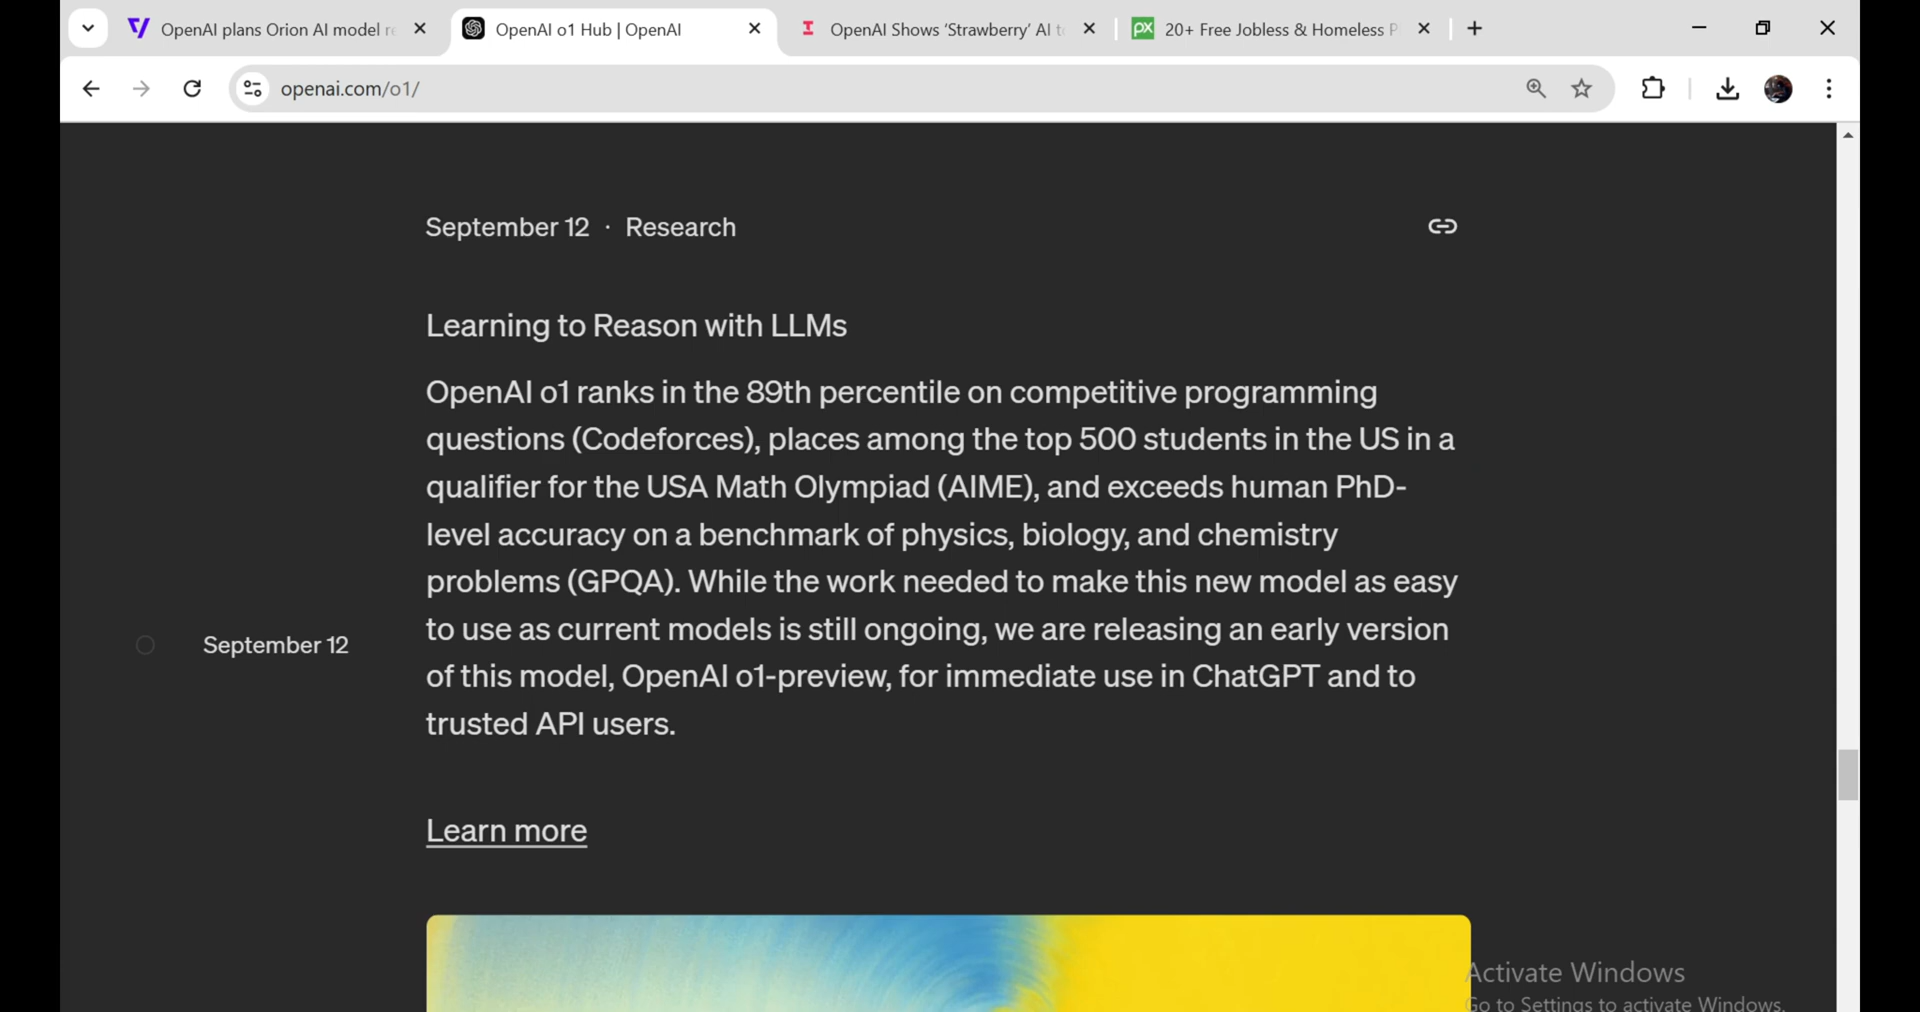 OpenAI plans Orion AI model re
OpenAI o1 Hub | OpenAI
OpenAI Shows ‘Strawberry’ AI to
px
20+ Free Jobless & Homeless P
openai.com/o1/
September 12 · Research
Learning to Reason with LLMs
OpenAI o1 ranks in the 89th percentile on competitive programming
questions (Codeforces), places among the top 500 students in the US in a
qualifier for the USA Math Olympiad (AIME), and exceeds human PhD-
level accuracy on a benchmark of physics, biology, and chemistry
problems (GPQA). While the work needed to make this new model as easy
to use as current models is still ongoing, we are releasing an early version
September 12
of this model, OpenAI o1-preview, for immediate use in ChatGPT and to
trusted API users.
Learn more
Activate Windows
Go to Settings to activate Windows.